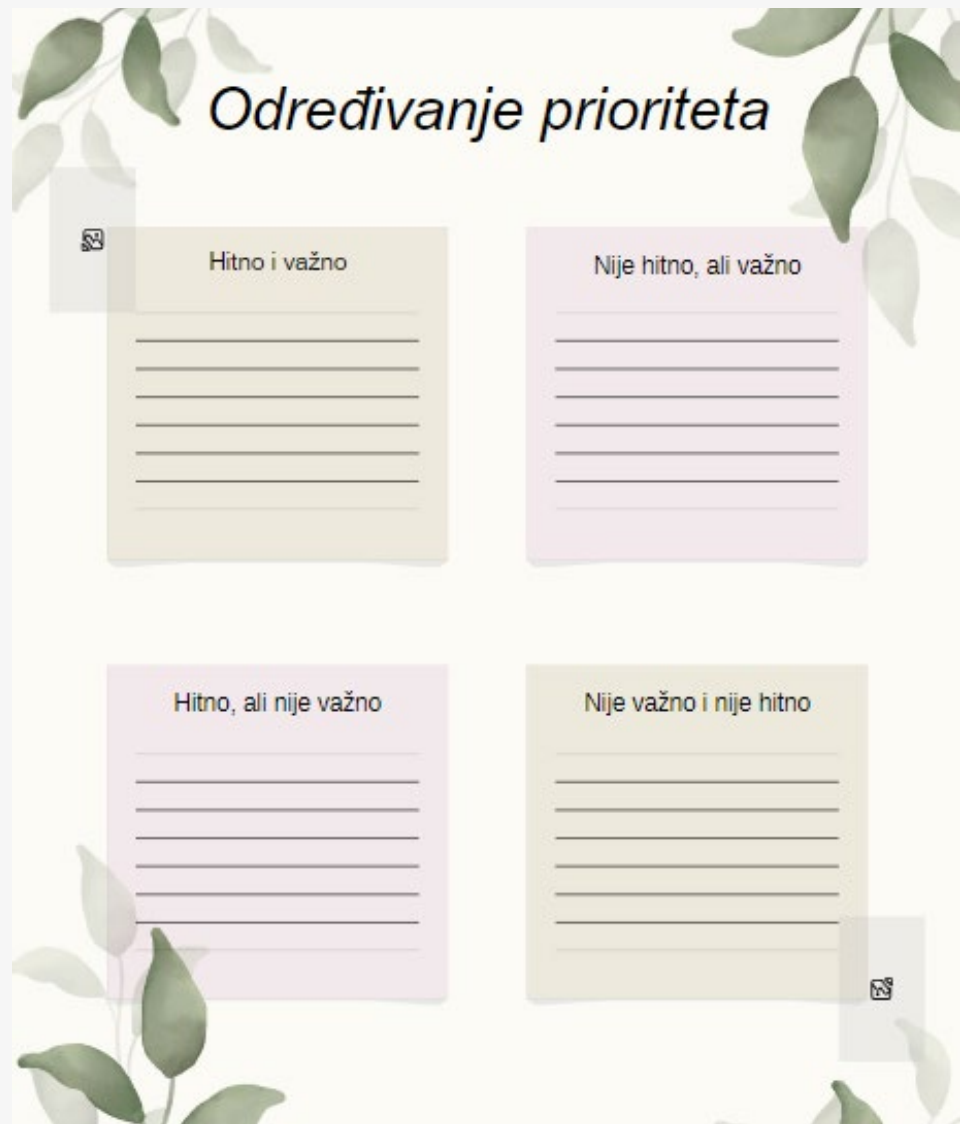 Određivanje prioriteta
Hitno i važno
Nije hitno, ali važno
Hitno, ali nije važno
Nije važno i nije hitno